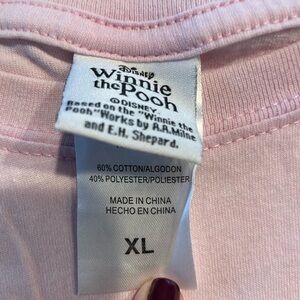 Disney
Winnie
the Pooh
©DISNEY
Based on the "Winnie the
Pooh" Works by A.A.Milne
and E.H. Shepard.
60% COTTON/ALGODON
40% POLYESTER/POLIESTER
MADE IN CHINA
HECHO EN CHINA
XL